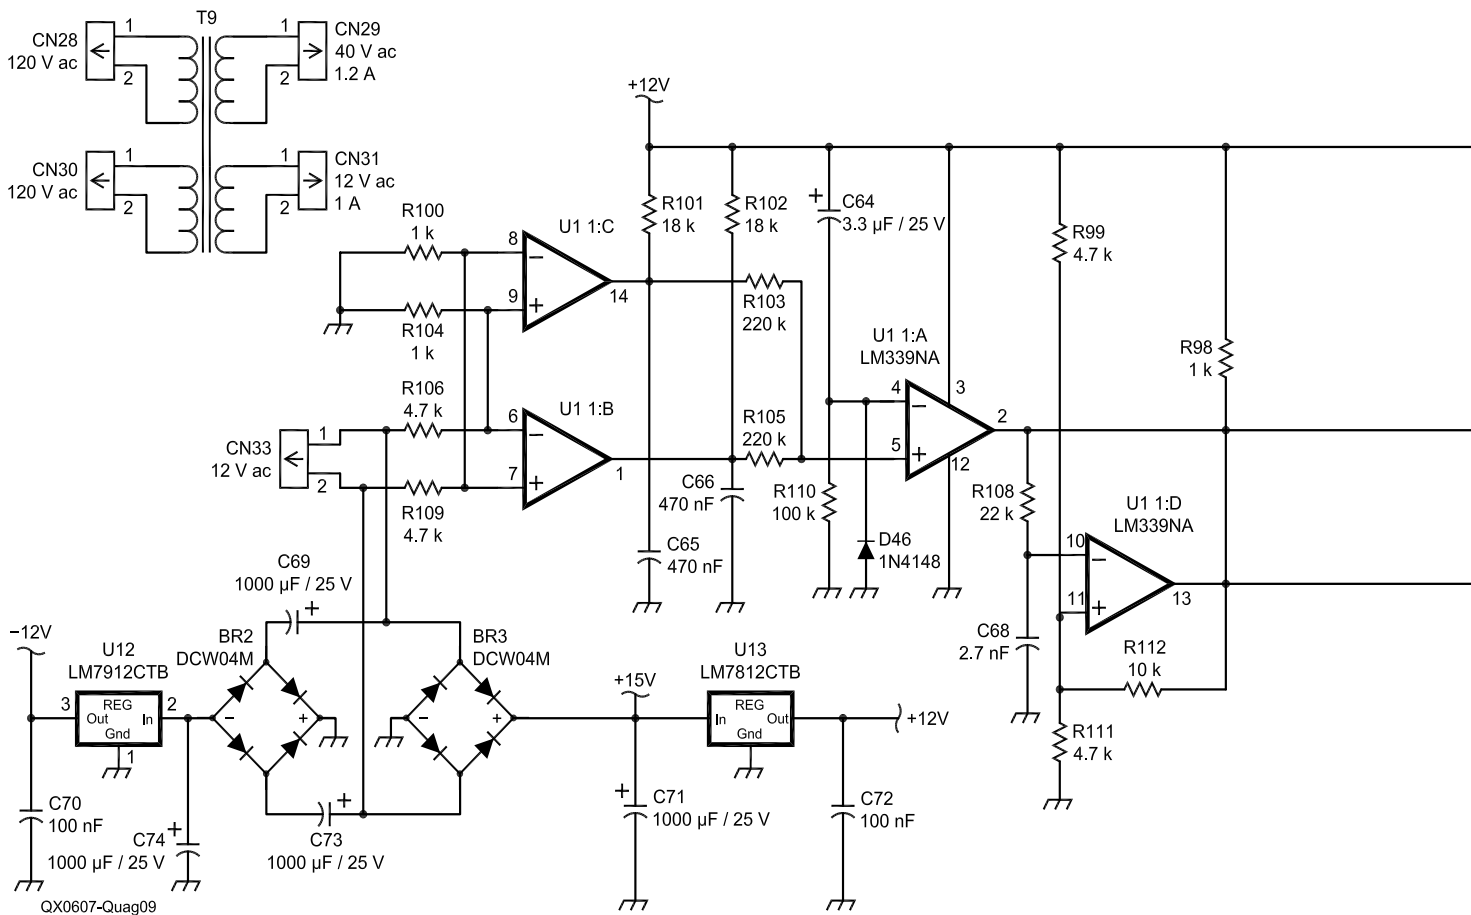 T9
1
CN28
120 V ac
2
1
CN29
40 V ac
1.2 A
2
CN30
120 V ac
1
2
1
CN31
12 V ac
1 A
2
+12V
R100
1 k
R104
1 k
U1 1:C
8
−
9
+
14
R101
18 k
R102
18 k
+
C64
3.3 µF / 25 V
R99
4.7 k
R103
220 k
U1 1:A
LM339NA
R98
1 k
R106
4.7 k
U1 1:B
6
−
7
+
1
CN33
12 V ac
1
2
R109
4.7 k
R105
220 k
4
−
5
+
3
12
2
C66
470 nF
R110
100 k
R108
22 k
U1 1:D
LM339NA
C65
470 nF
D46
1N4148
10
−
11
+
13
C69
1000 µF / 25 V
+
C68
2.7 nF
R112
10 k
−12V
U12
LM7912CTB
BR2
DCW04M
BR3
DCW04M
+15V
U13
LM7812CTB
3
REG
Out
In
Gnd
2
1
-
+
-
+
REG
In
Out
Gnd
+12V
R111
4.7 k
C70
100 nF
+
C74
1000 µF / 25 V
+
C73
1000 µF / 25 V
+
C71
1000 µF / 25 V
C72
100 nF
QX0607-Quag09